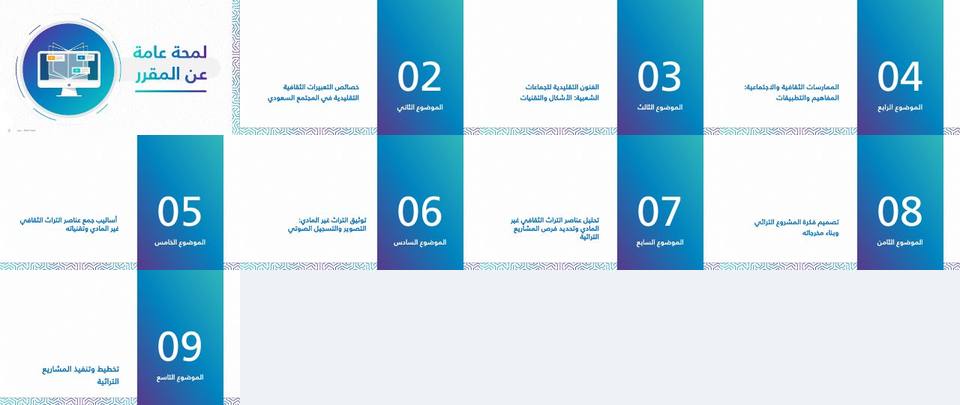 لمحة عامة
عن المقرر
02
الموضوع الثاني
خصائص التعبيرات الثقافية
التقليدية في المجتمع السعودي
03
الموضوع الثالث
الفنون التقليدية للجماعات
الشعبية: الأشكال والتقنيات
04
الموضوع الرابع
الممارسات الثقافية والاجتماعية:
المفاهيم والتطبيقات
05
الموضوع الخامس
أساليب جمع عناصر التراث الثقافي
غير المادي وتقنياته
06
الموضوع السادس
توثيق التراث غير المادي:
التصوير والتسجيل الصوتي
07
الموضوع السابع
تحليل عناصر التراث الثقافي غير
المادي وتحديد فرص المشاريع
التراثية
08
الموضوع الثامن
تصميم فكرة المشروع التراثي
وبناء مخرجاته
09
الموضوع التاسع
تخطيط وتنفيذ المشاريع
التراثية